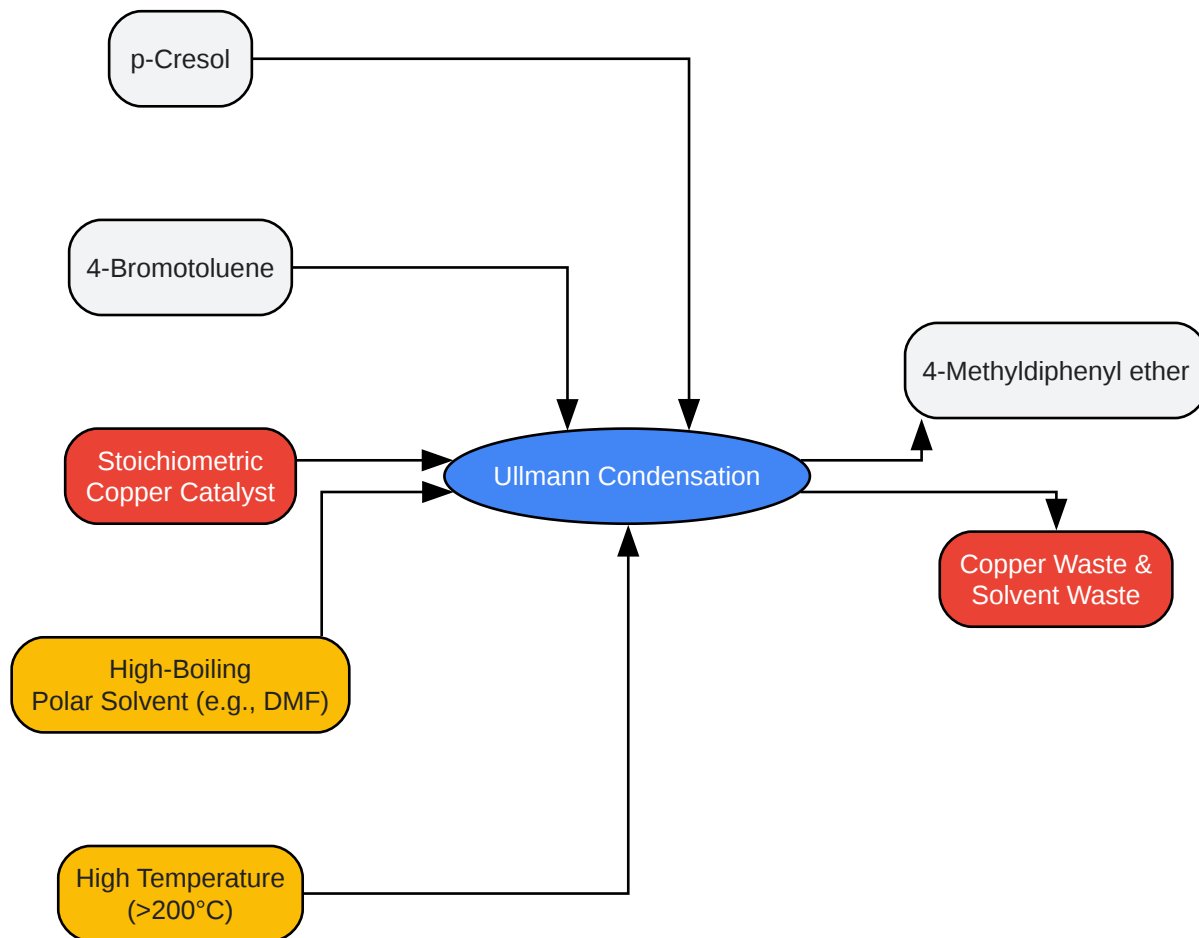 p-Cresol
4-Bromotoluene
4-Methyldiphenyl ether
Stoichiometric
Copper Catalyst
Ullmann Condensation
Copper Waste &
Solvent Waste
High-Boiling
Polar Solvent (e.g., DMF)
High Temperature
(>200°C)